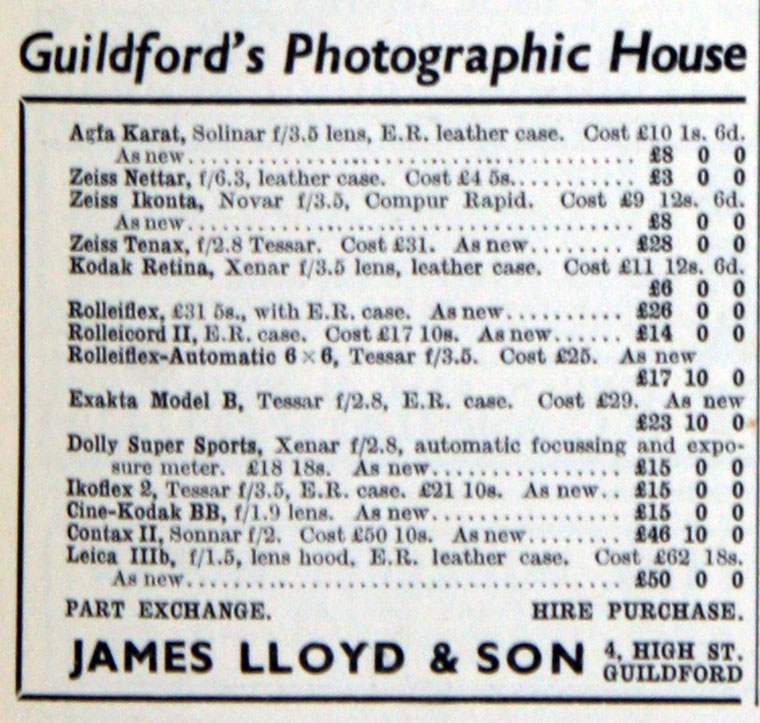 Guildford's Photographic House
Agfa Karat, Solinar f/3.5 lens, E.R. leather case. Cost £10 1s. 6d.
As new........................................ £8 0 0
Zeiss Nettar, f/6.3, leather case. Cost £4 5s........... £3 0 0
Zeiss Ikonta, Novar f/3.5, Compur Rapid. Cost £9 12s. 6d.
As new........................................ £8 0 0
Zeiss Tenax, f/2.8 Tessar. Cost £31. As new........ £28 0 0
Kodak Retina, Xenar f/3.5 lens, leather case. Cost £11 12s. 6d.
£6 0 0
Rolleiflex, £31 5s., with E.R. case. As new.......... £26 0 0
Rolleicord II, E.R. case. Cost £17 10s. As new...... £14 0 0
Rolleiflex-Automatic 6×6, Tessar f/3.5. Cost £25. As new
£17 10 0
Exakta Model B, Tessar f/2.8, E.R. case. Cost £29. As new
£23 10 0
Dolly Super Sports, Xenar f/2.8, automatic focussing and expo-
sure meter. £18 18s. As new................. £15 0 0
Ikoflex 2, Tessar f/3.5, E.R. case. £21 10s. As new.. £15 0 0
Cine-Kodak BB, f/1.9 lens. As new................. £15 0 0
Contax II, Sonnar f/2. Cost £50 10s. As new........ £46 10 0
Leica IIIb, f/1.5, lens hood, E.R. leather case. Cost £62 18s.
As new........................................ £50 0 0
PART EXCHANGE. HIRE PURCHASE.
JAMES LLOYD & SON 4, HIGH ST.
GUILDFORD